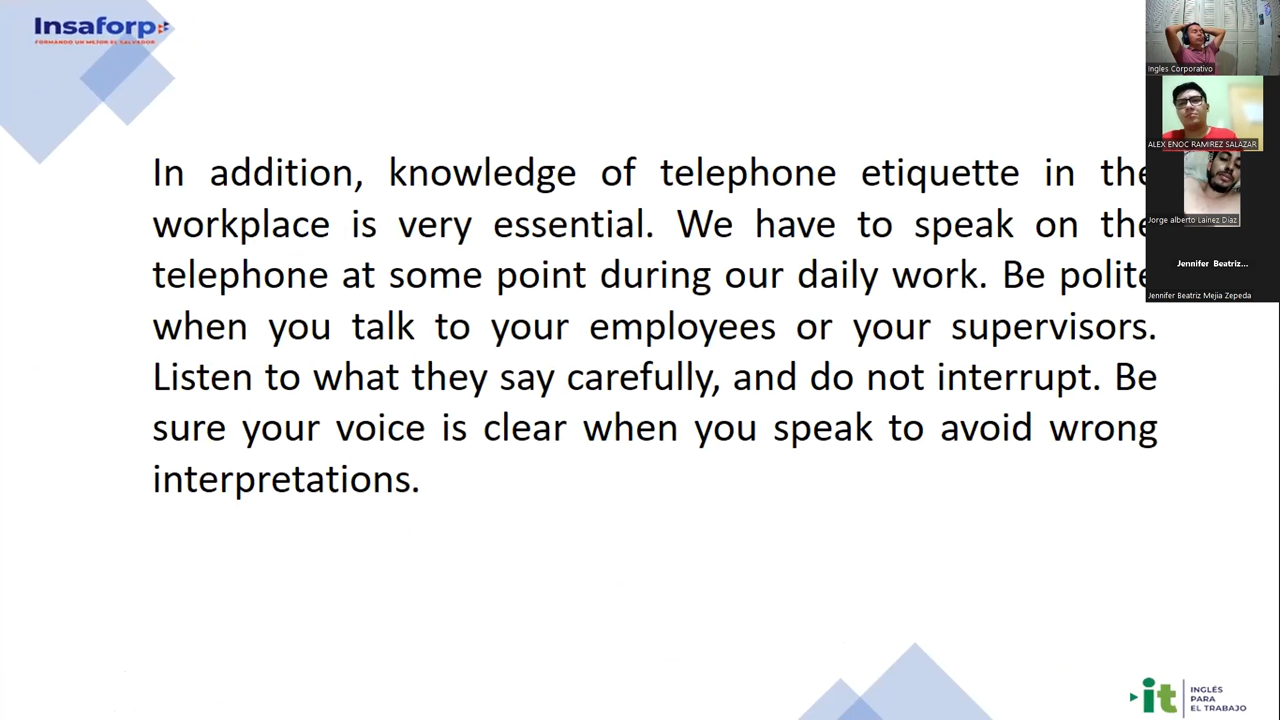 Insaforp
FORMANDO UN MEJOR EL SALVADOR
In addition, knowledge of telephone etiquette in the
workplace is very essential. We have to speak on the
telephone at some point during our daily work. Be polite
when you talk to your employees or your supervisors.
Listen to what they say carefully, and do not interrupt. Be
sure your voice is clear when you speak to avoid wrong
interpretations.
Ingles Corporativo
ALEX ENOC RAMIREZ SALAZAR
Jorge alberto Lainez Diaz
Jennifer Beatriz...
Jennifer Beatriz Mejia Zepeda
it
INGLÉS
PARA
EL TRABAJO